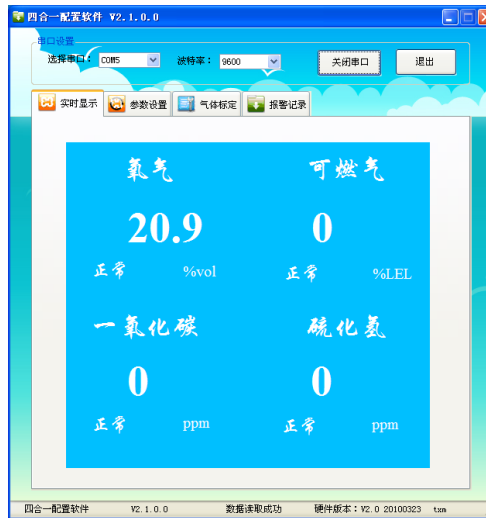 四合一配置软件 V2.1.0.0
串口设置
选择串口： COM5 波特率： 9600 关闭串口 退出
实时显示 参数设置 气体标定 报警记录
氧气 可燃气
20.9 0
正常 %vol 正常 %LEL
一氧化碳 硫化氢
0 0
正常 ppm 正常 ppm
四合一配置软件 V2.1.0.0 数据读取成功 硬件版本：V2.0 20100323 txm